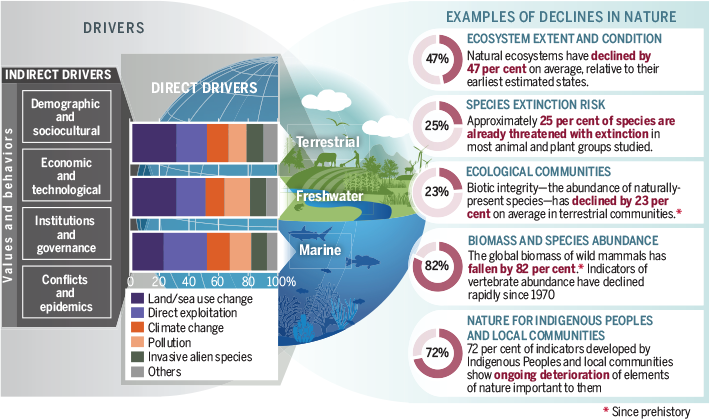 DRIVERS
EXAMPLES OF DECLINES IN NATURE
INDIRECT DRIVERS
Values and behaviors
Demographic
and
sociocultural
Economic
and
technological
Institutions
and
governance
Conflicts
and
epidemics
DIRECT DRIVERS
Terrestrial
Freshwater
Marine
0 20 40 60 80 100%
Land/sea use change
Direct exploitation
Climate change
Pollution
Invasive alien species
Others
47%
ECOSYSTEM EXTENT AND CONDITION
Natural ecosystems have declined by
47 per cent on average, relative to their
earliest estimated states.
25%
SPECIES EXTINCTION RISK
Approximately 25 per cent of species are
already threatened with extinction in
most animal and plant groups studied.
23%
ECOLOGICAL COMMUNITIES
Biotic integrity—the abundance of naturally-
present species—has declined by 23 per
cent on average in terrestrial communities.*
82%
BIOMASS AND SPECIES ABUNDANCE
The global biomass of wild mammals has
fallen by 82 per cent.* Indicators of
vertebrate abundance have declined
rapidly since 1970
72%
NATURE FOR INDIGENOUS PEOPLES
AND LOCAL COMMUNITIES
72 per cent of indicators developed by
Indigenous Peoples and local communities
show ongoing deterioration of elements
of nature important to them
* Since prehistory